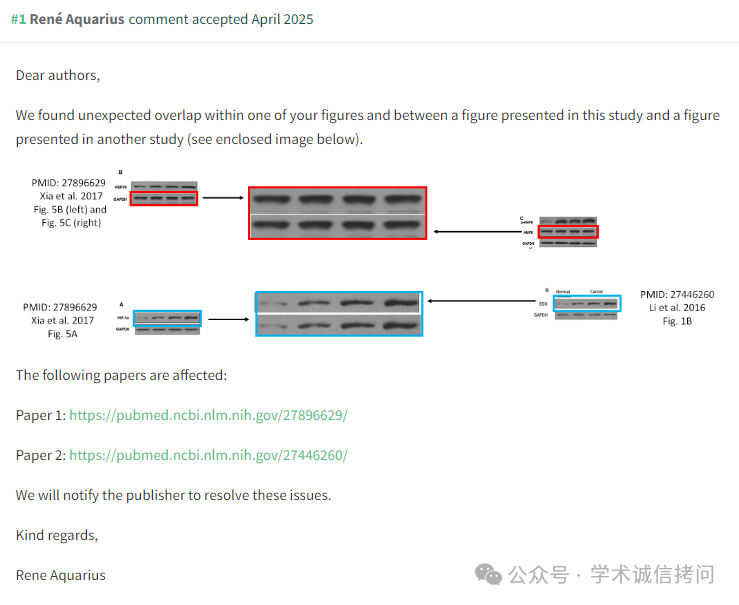 #1 René Aquarius comment accepted April 2025
Dear authors,
We found unexpected overlap within one of your figures and between a figure presented in this study and a figure
presented in another study (see enclosed image below).
PMID: 27896629
Xia et al. 2017
Fig. 5B (left) and
Fig. 5C (right)
B
HSP70
GAPDH
C
GAPDH
PMID: 27896629
Xia et al. 2017
Fig. 5A
A
GAPDH
B
Normal Cancer
EDD
GAPDH
PMID: 27446260
Li et al. 2016
Fig. 1B
The following papers are affected:
Paper 1: https://pubmed.ncbi.nlm.nih.gov/27896629/
Paper 2: https://pubmed.ncbi.nlm.nih.gov/27446260/
We will notify the publisher to resolve these issues.
Kind regards,
Rene Aquarius
公众号 · 学术诚信拷问